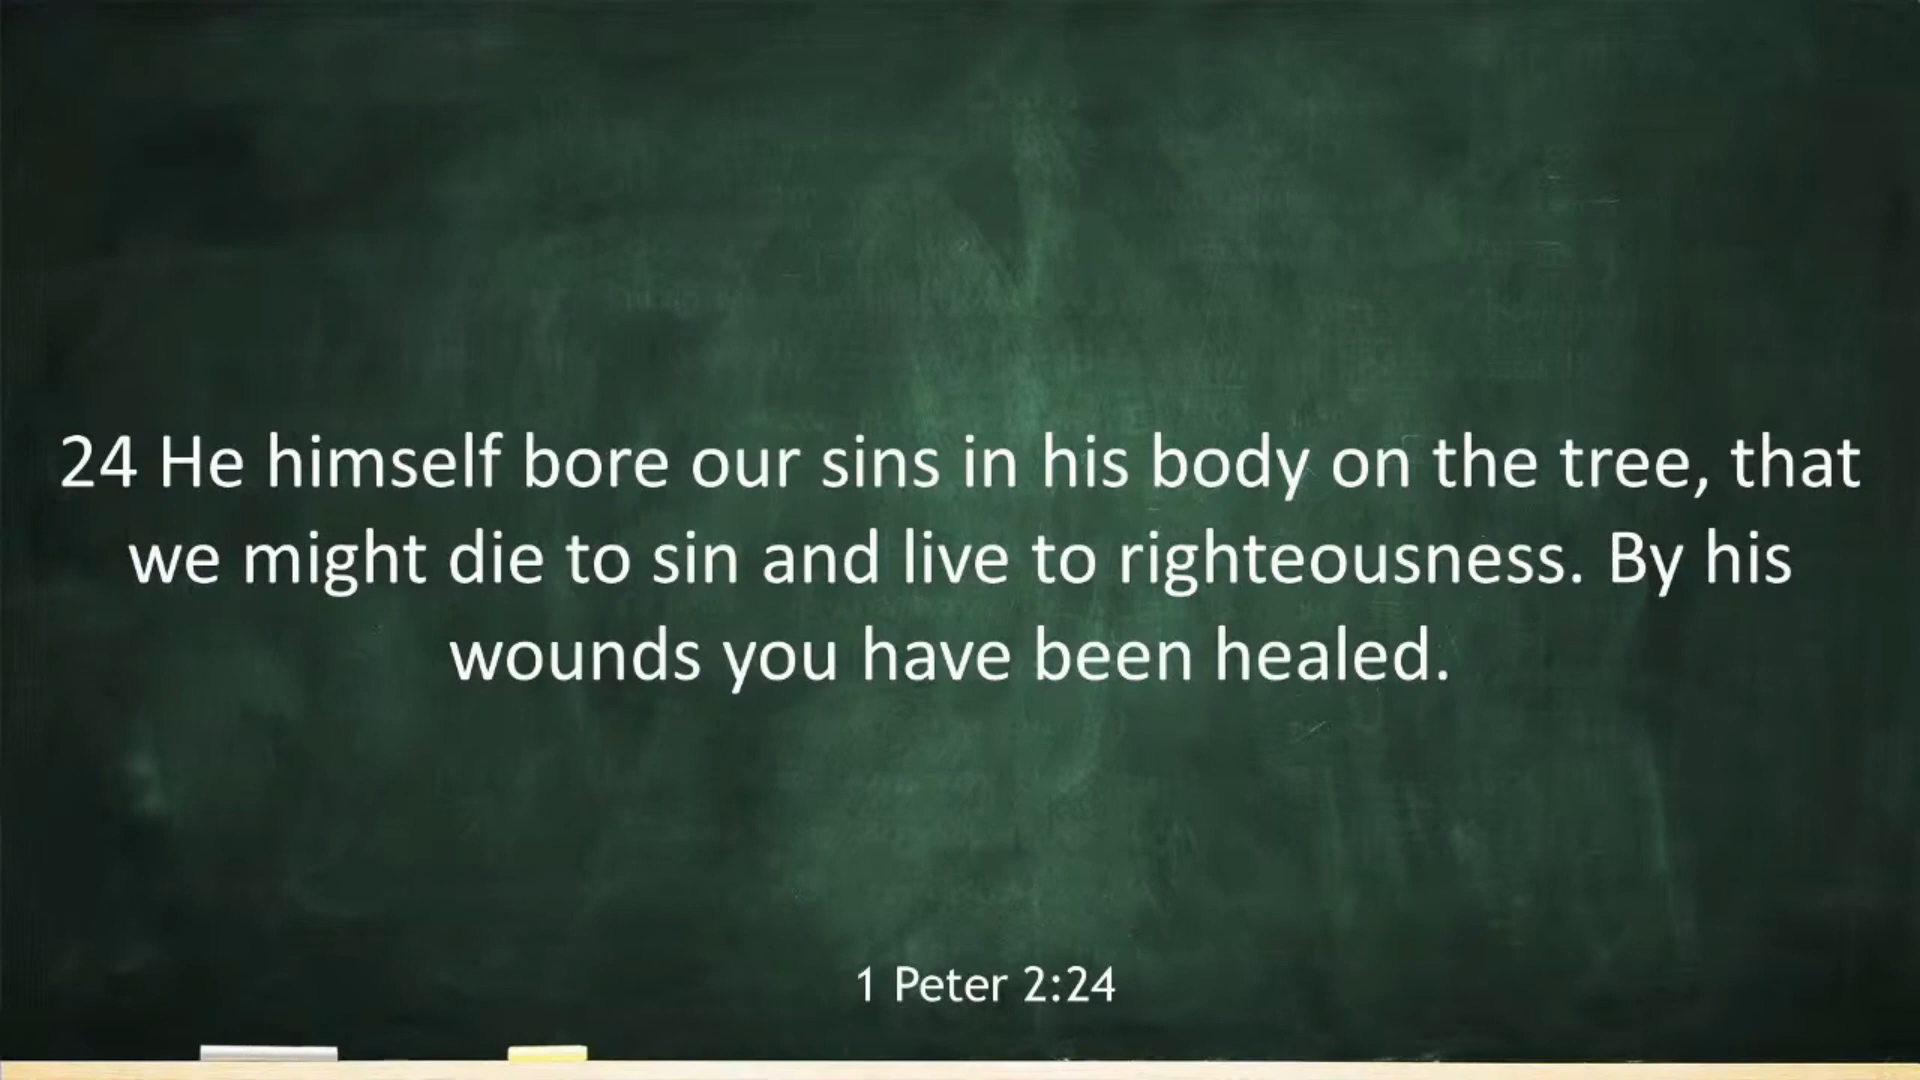 24 He himself bore our sins in his body on the tree, that
we might die to sin and live to righteousness. By his
wounds you have been healed.
1 Peter 2:24